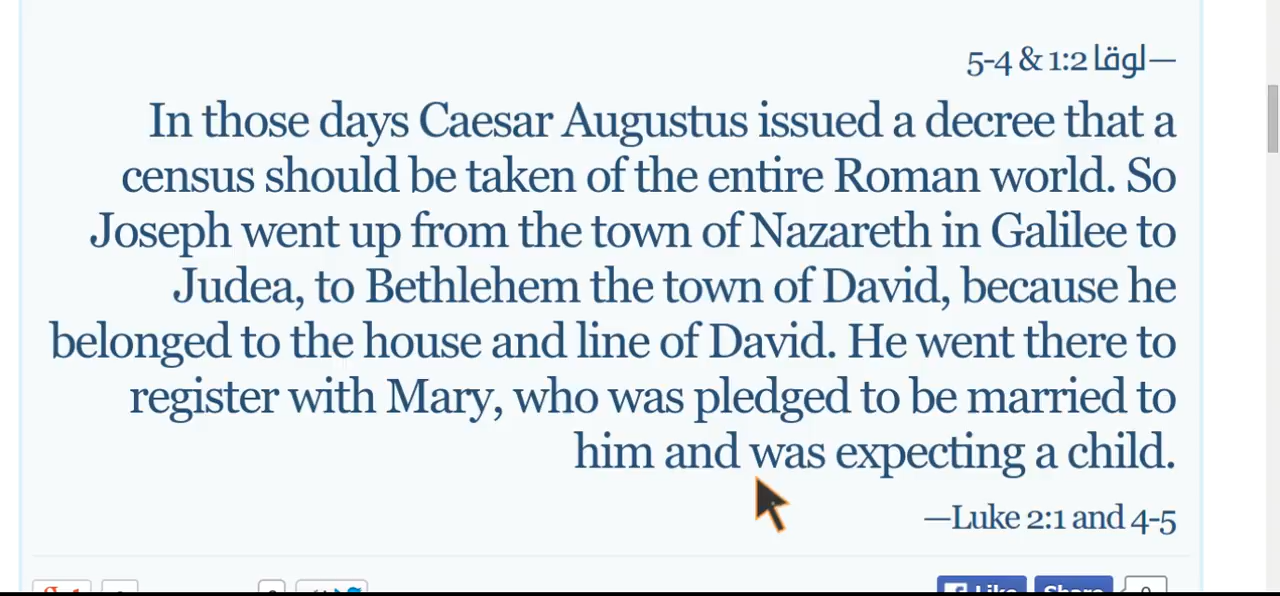 —لوقا 1:2 & 4-5
In those days Caesar Augustus issued a decree that a
census should be taken of the entire Roman world. So
Joseph went up from the town of Nazareth in Galilee to
Judea, to Bethlehem the town of David, because he
belonged to the house and line of David. He went there to
register with Mary, who was pledged to be married to
him and was expecting a child.
—Luke 2:1 and 4-5
Like Share 0